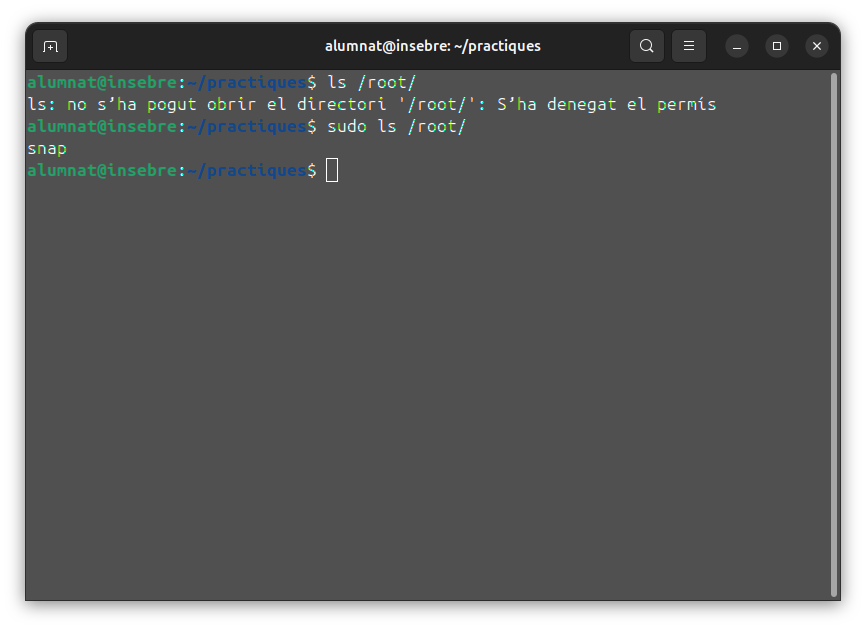 alumnat@insebre: ~/practiques
alumnat@insebre:~/practiques$ ls /root/
ls: no s’ha pogut obrir el directori '/root/': S’ha denegat el permís
alumnat@insebre:~/practiques$ sudo ls /root/
snap
alumnat@insebre:~/practiques$